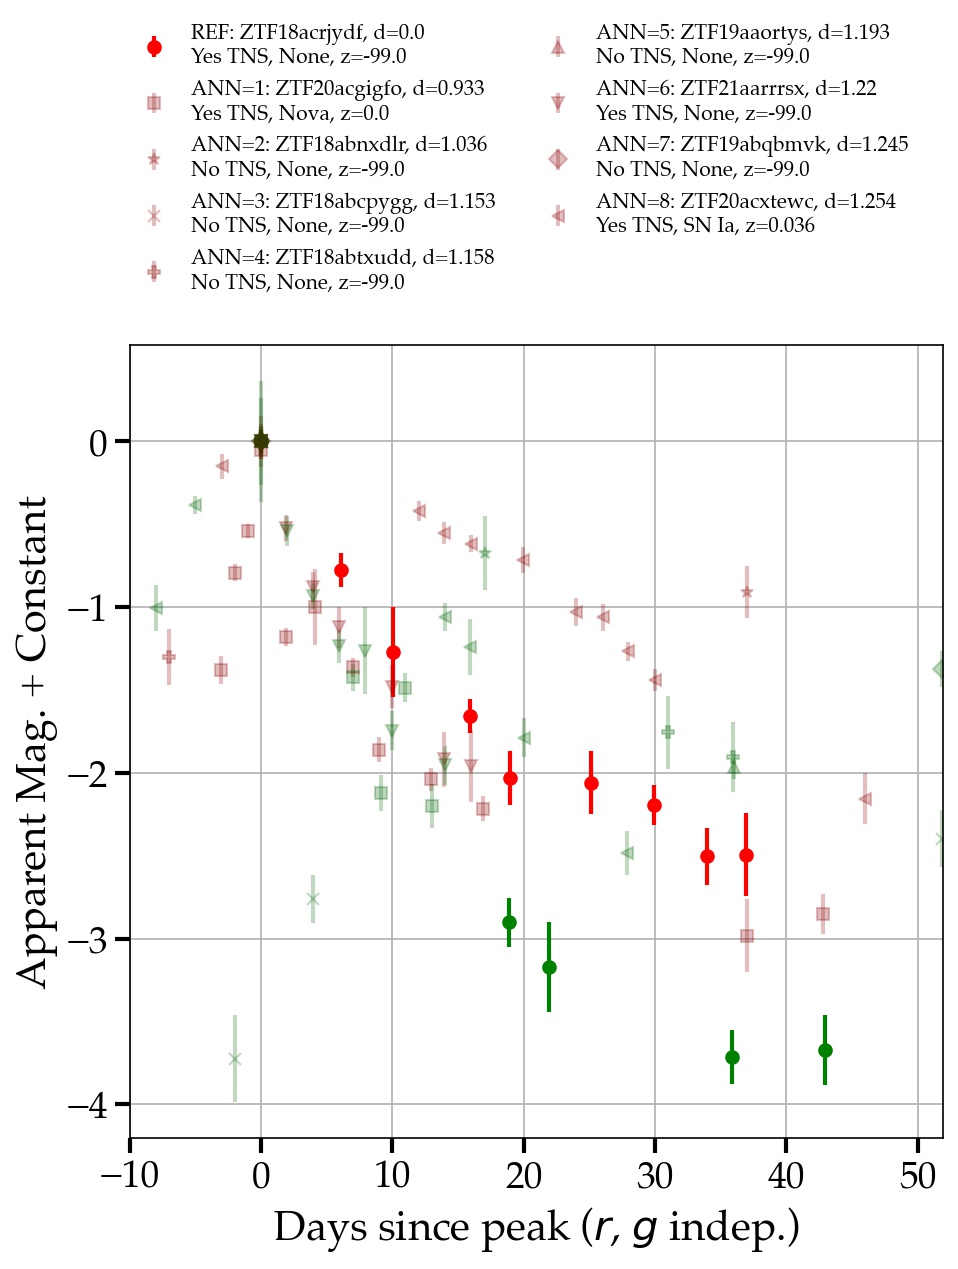 REF: ZTF18acrjydf, d=0.0
Yes TNS, None, z=-99.0
ANN=1: ZTF20acgigfo, d=0.933
Yes TNS, Nova, z=0.0
ANN=2: ZTF18abnxdlr, d=1.036
No TNS, None, z=-99.0
ANN=3: ZTF18abcpygg, d=1.153
No TNS, None, z=-99.0
ANN=4: ZTF18abtxudd, d=1.158
No TNS, None, z=-99.0
ANN=5: ZTF19aaortys, d=1.193
No TNS, None, z=-99.0
ANN=6: ZTF21aarrrsx, d=1.22
Yes TNS, None, z=-99.0
ANN=7: ZTF19abqbmvk, d=1.245
No TNS, None, z=-99.0
ANN=8: ZTF20acxtewc, d=1.254
Yes TNS, SN Ia, z=0.036
Apparent Mag. + Constant
0
−1
−2
−3
−4
−10
0
10
20
30
40
50
Days since peak (r, g indep.)